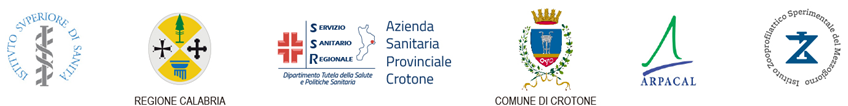 ISTITVTO SVPERIORE DI SANITÀ
REGIONE CALABRIA
SERVIZIO
SANITARIO
REGIONALE
Dipartimento Tutela della Salute
e Politiche Sanitaria
Azienda
Sanitaria
Provinciale
Crotone
COMUNE DI CROTONE
ARPACAL
Istituto Zooprofilattico Sperimentale del Mezzogiorno